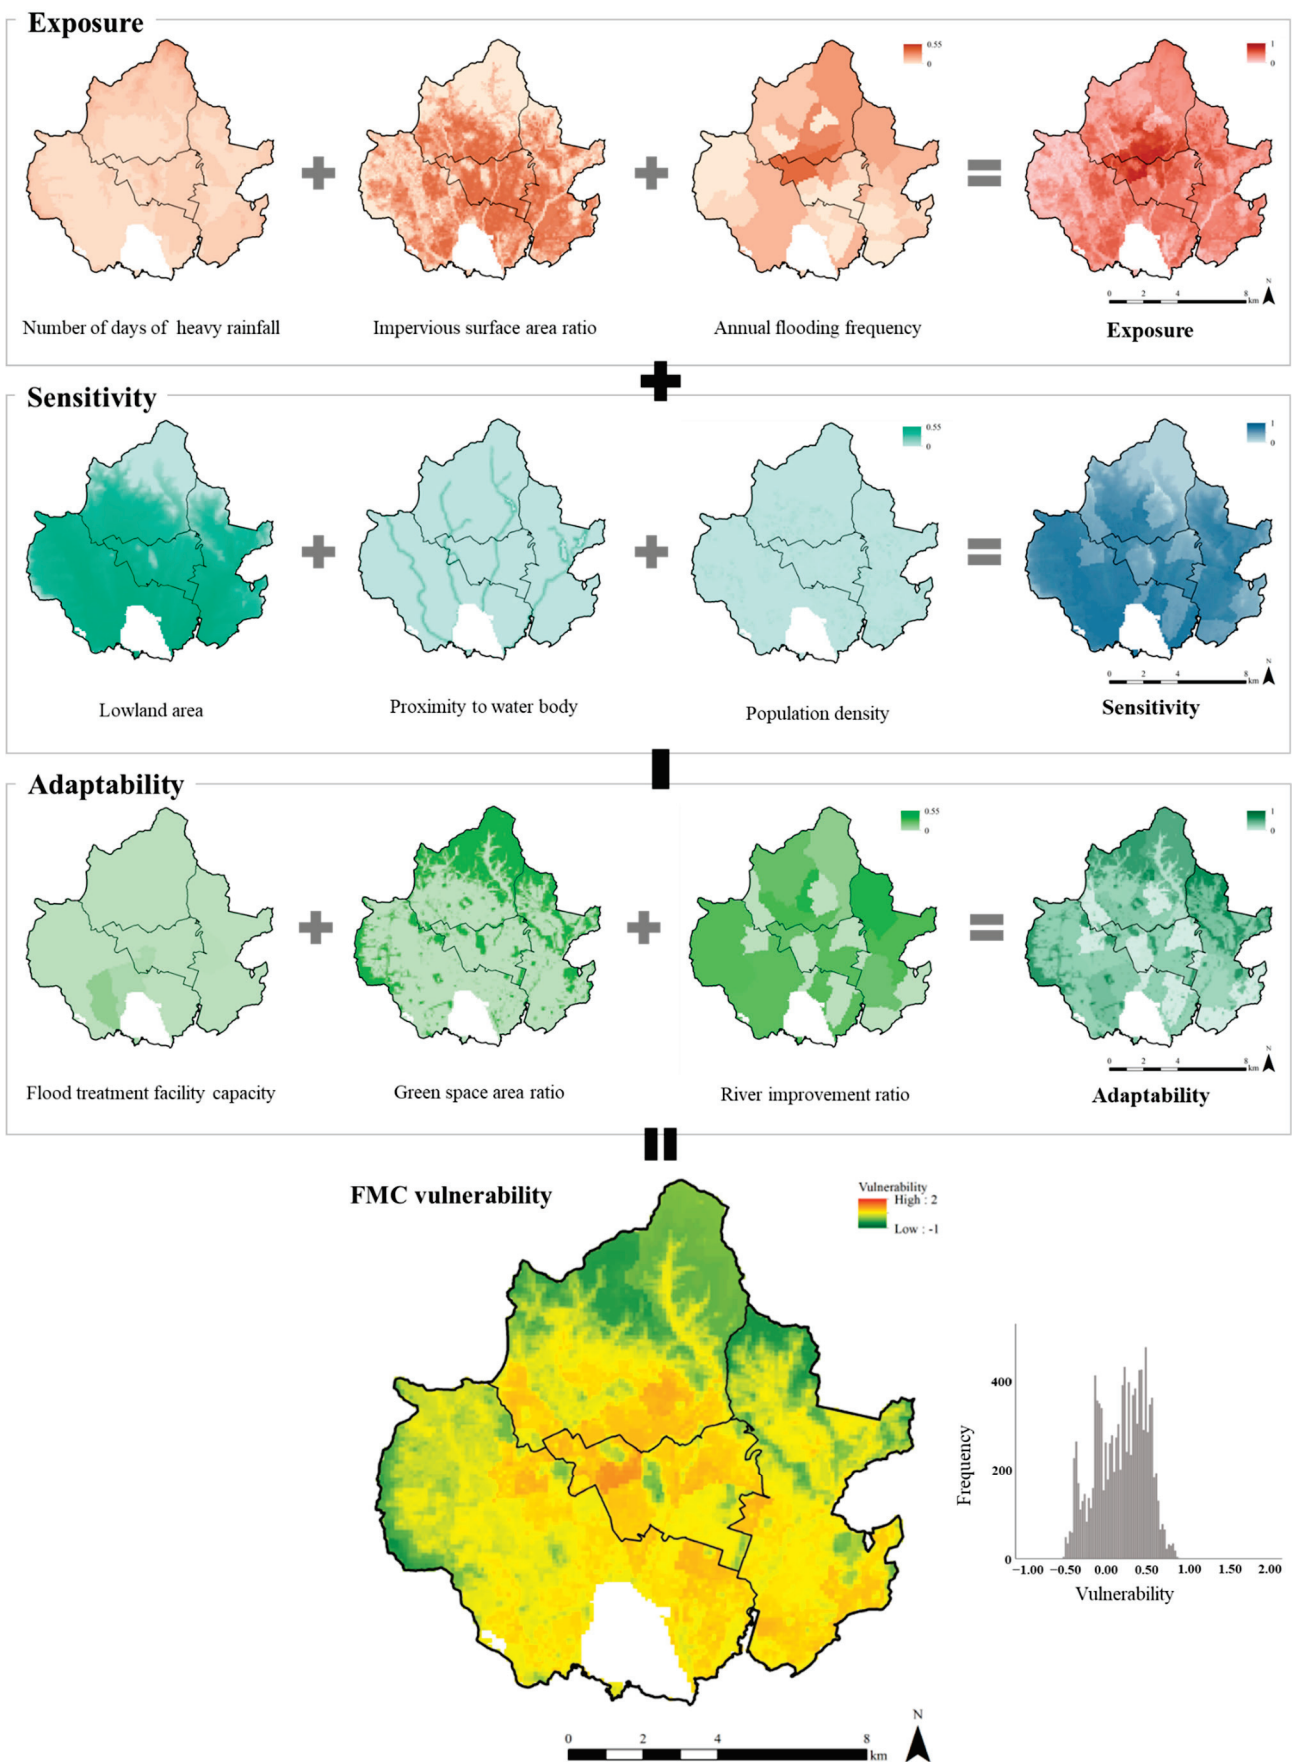 Exposure
0.55
0
1
0
0 2 4 8
km
N
Number of days of heavy rainfall
Impervious surface area ratio
Annual flooding frequency
Exposure
Sensitivity
0.55
0
1
0
0 2 4 8
km
N
Lowland area
Proximity to water body
Population density
Sensitivity
Adaptability
0.55
0
1
0
0 2 4 8
km
N
Flood treatment facility capacity
Green space area ratio
River improvement ratio
Adaptability
FMC vulnerability
Vulnerability
High : 2
Low : -1
Frequency
400
200
0
−1.00 −0.50 0.00 0.50 1.00 1.50 2.00
Vulnerability
N
0 2 4 8
km